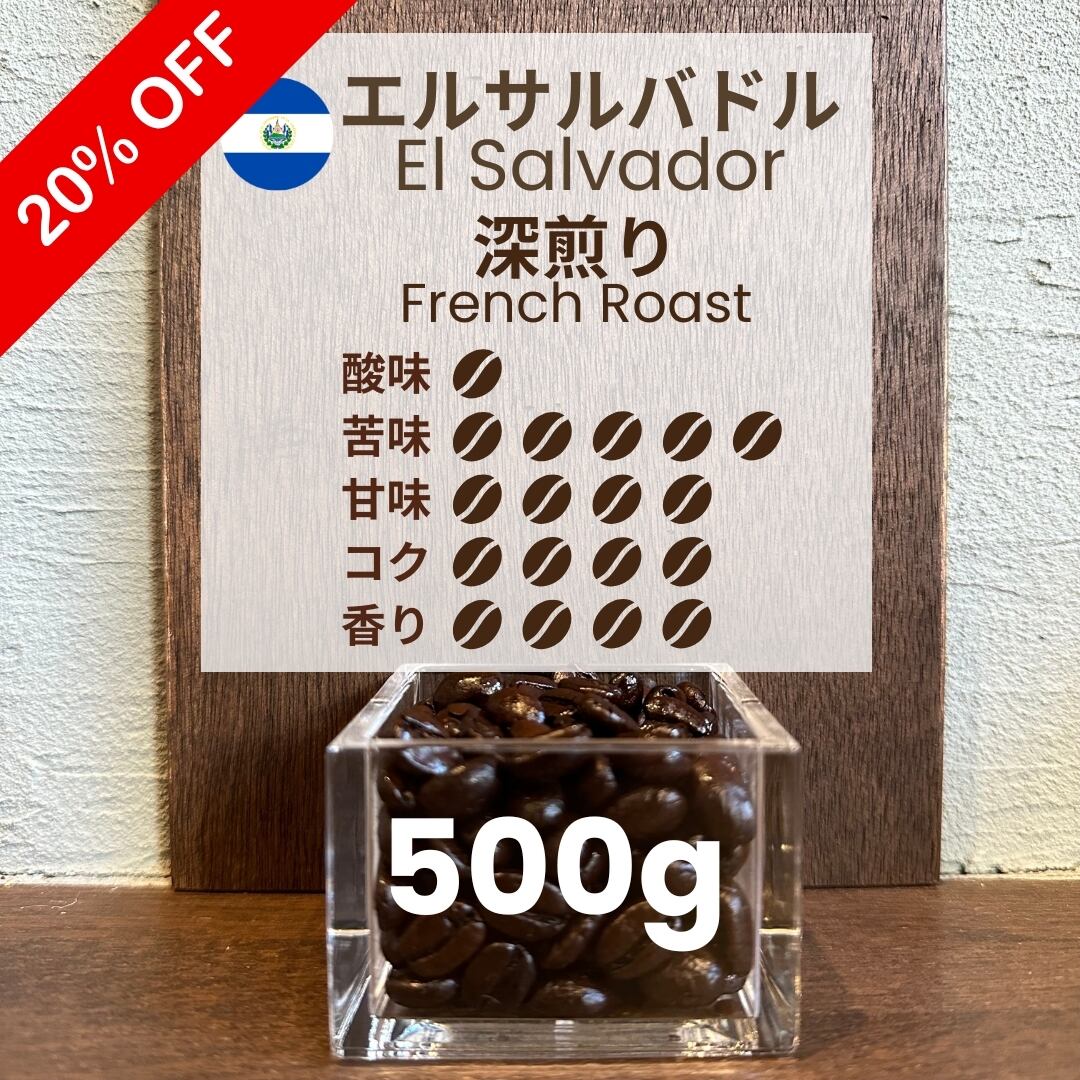 20% OFF
エルサルバドル
El Salvador
深煎り
French Roast
酸味
苦味
甘味
コク
香り
500g